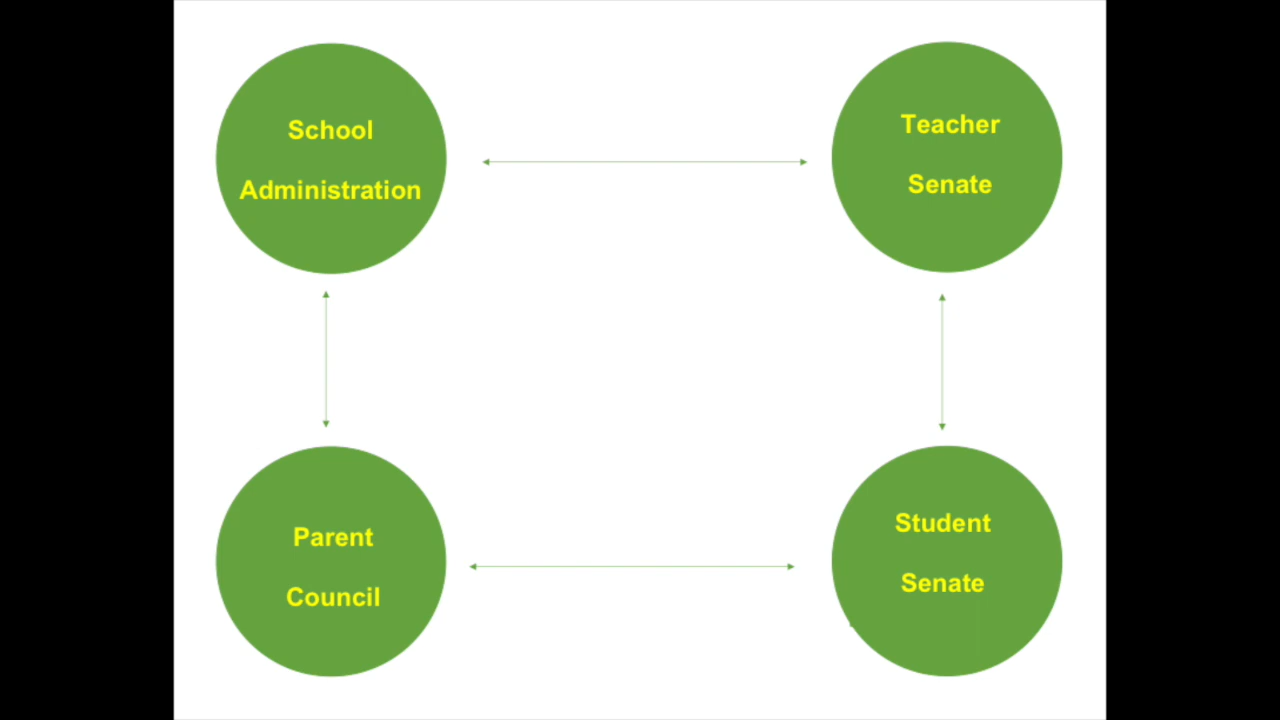 School
Administration
Teacher
Senate
Parent
Council
Student
Senate